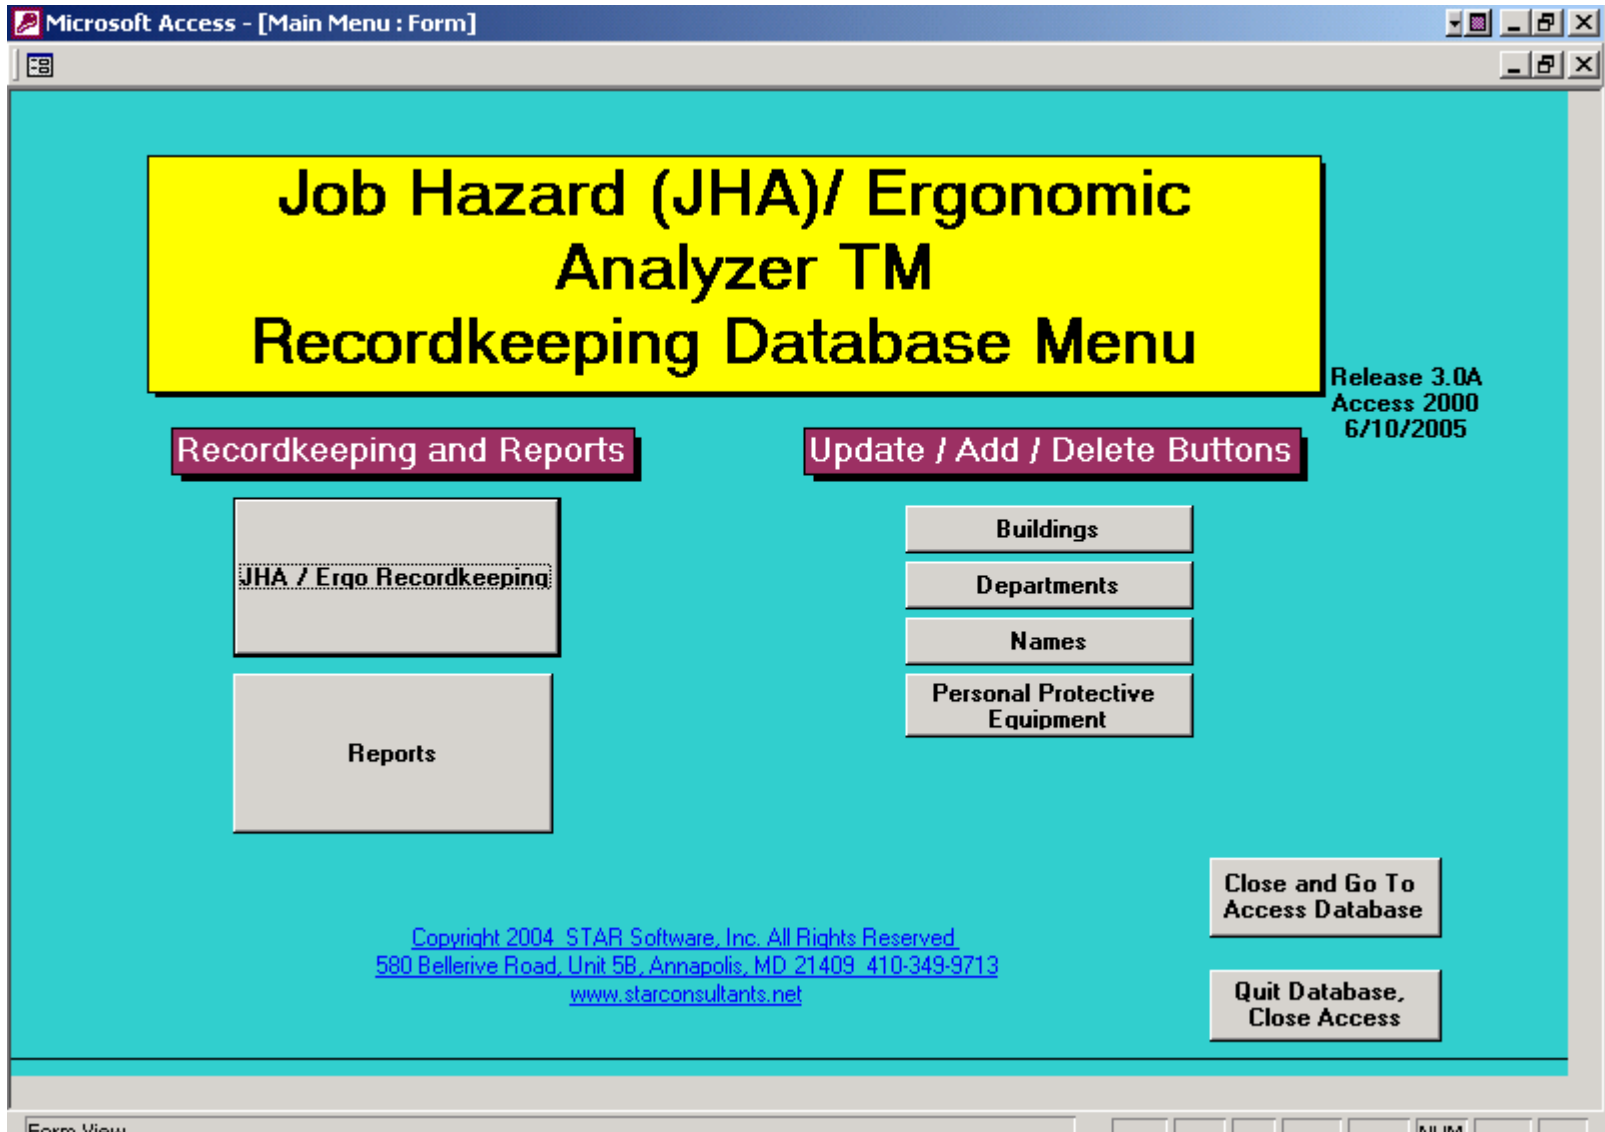 Microsoft Access - [Main Menu : Form]
Job Hazard (JHA)/ Ergonomic
Analyzer TM
Recordkeeping Database Menu
Release 3.0A
Access 2000
6/10/2005
Recordkeeping and Reports
Update / Add / Delete Buttons
JHA / Ergo Recordkeeping
Reports
Buildings
Departments
Names
Personal Protective
Equipment
Close and Go To
Access Database
Quit Database,
Close Access
Copyright 2004 STAR Software, Inc. All Rights Reserved
580 Bellerive Road, Unit 5B, Annapolis, MD 21409 410-349-9713
www.starconsultants.net
Form View
NUM